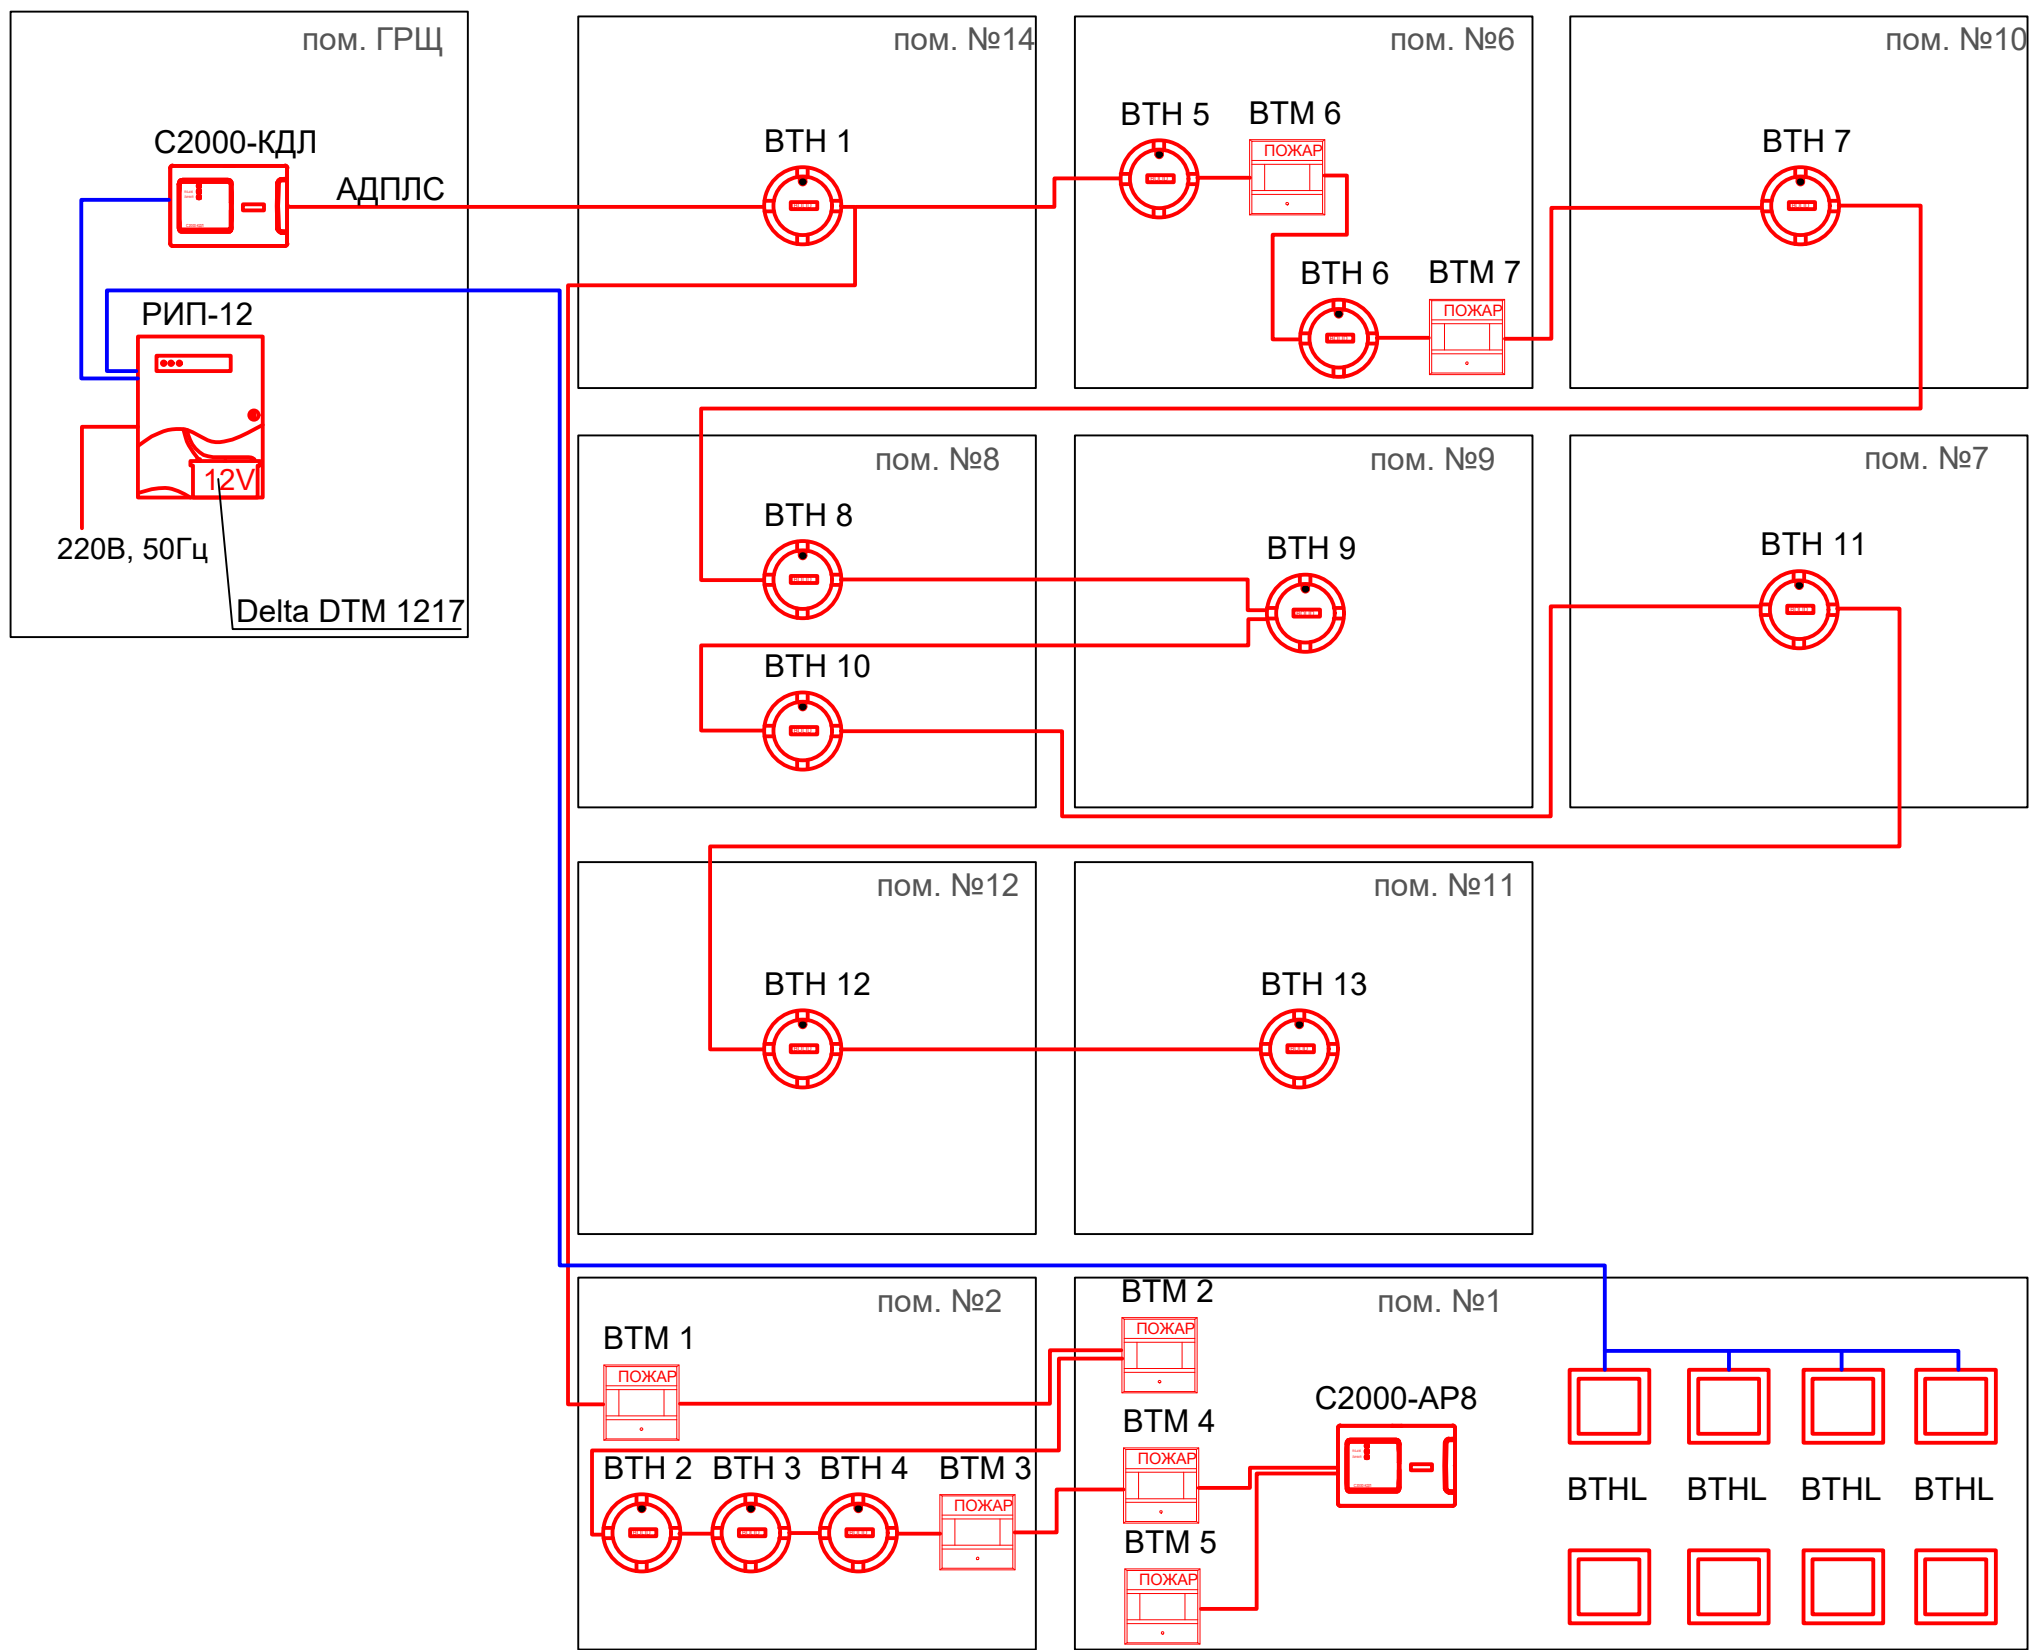 пом. ГРЩ
С2000-КДЛ
АДПЛС
РИП-12
12V
220В, 50Гц
Delta DTM 1217
пом. №14
ВТН 1
пом. №6
ВТН 5
ВТМ 6
ПОЖАР
ВТН 6
ВТМ 7
ПОЖАР
пом. №10
ВТН 7
пом. №8
ВТН 8
ВТН 10
пом. №9
ВТН 9
пом. №7
ВТН 11
пом. №12
ВТН 12
пом. №11
ВТН 13
пом. №2
ВТМ 1
ПОЖАР
ВТН 2
ВТН 3
ВТН 4
ВТМ 3
ПОЖАР
пом. №1
ВТМ 2
ПОЖАР
ВТМ 4
ПОЖАР
ВТМ 5
ПОЖАР
С2000-АР8
BTHL BTHL BTHL BTHL